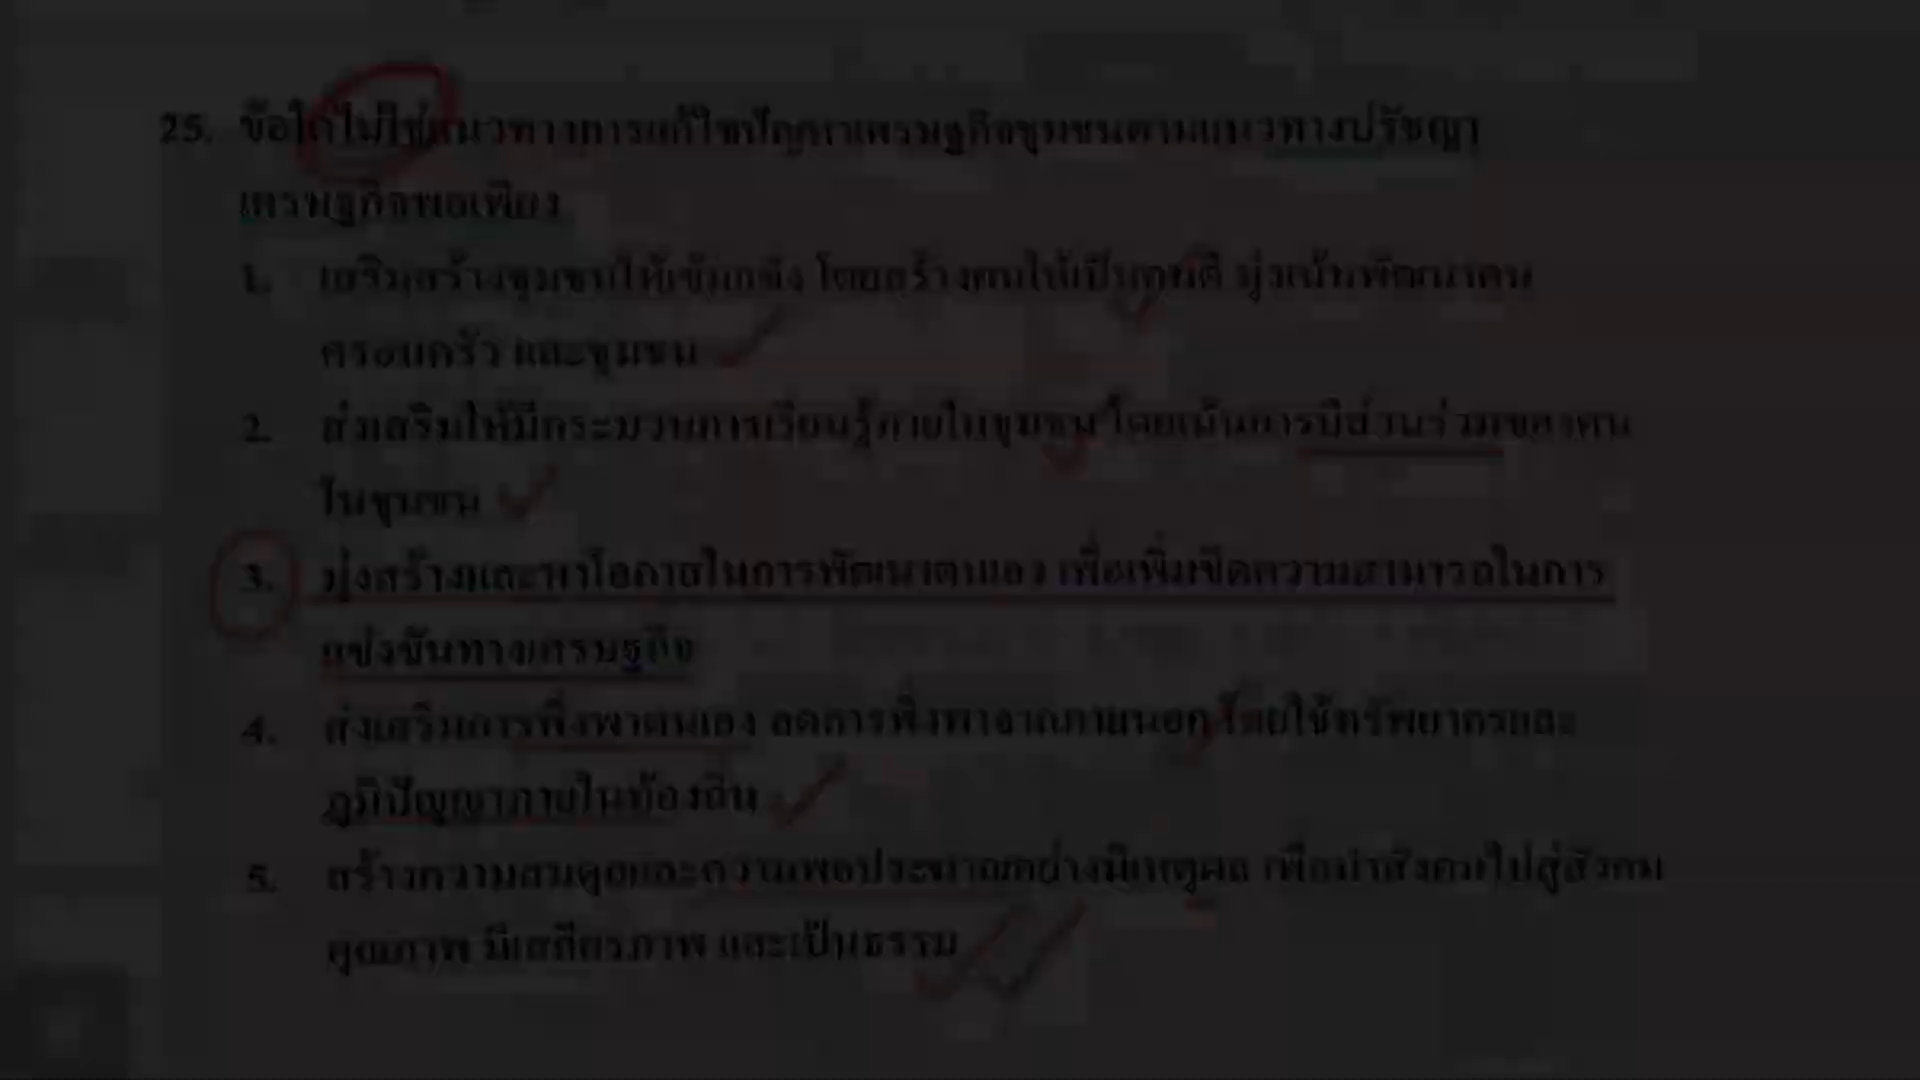 25. ข้อใดไม่ใช่แนวทางการแก้ไขปัญหาเศรษฐกิจชุมชนตามแนวทางปรัชญา
เศรษฐกิจพอเพียง
1. เสริมสร้างชุมชนให้เข้มแข็ง โดยสร้างคนให้เป็นคนดี มุ่งเน้นพัฒนาคน
ครอบครัว และชุมชน
2. ส่งเสริมให้มีกระบวนการเรียนรู้ภายในชุมชน โดยเน้นการมีส่วนร่วมของคน
ในชุมชน
3. มุ่งสร้างและหาโอกาสในการพัฒนาตนเอง เพื่อเพิ่มขีดความสามารถในการ
แข่งขันทางเศรษฐกิจ
4. ส่งเสริมการพึ่งพาตนเอง ลดการพึ่งพาจากภายนอก โดยใช้ทรัพยากรและ
ภูมิปัญญาภายในท้องถิ่น
5. สร้างความสมดุลและความพอประมาณอย่างมีเหตุผล เพื่อนำสังคมไปสู่สังคม
คุณภาพ มีเสถียรภาพ และเป็นธรรม